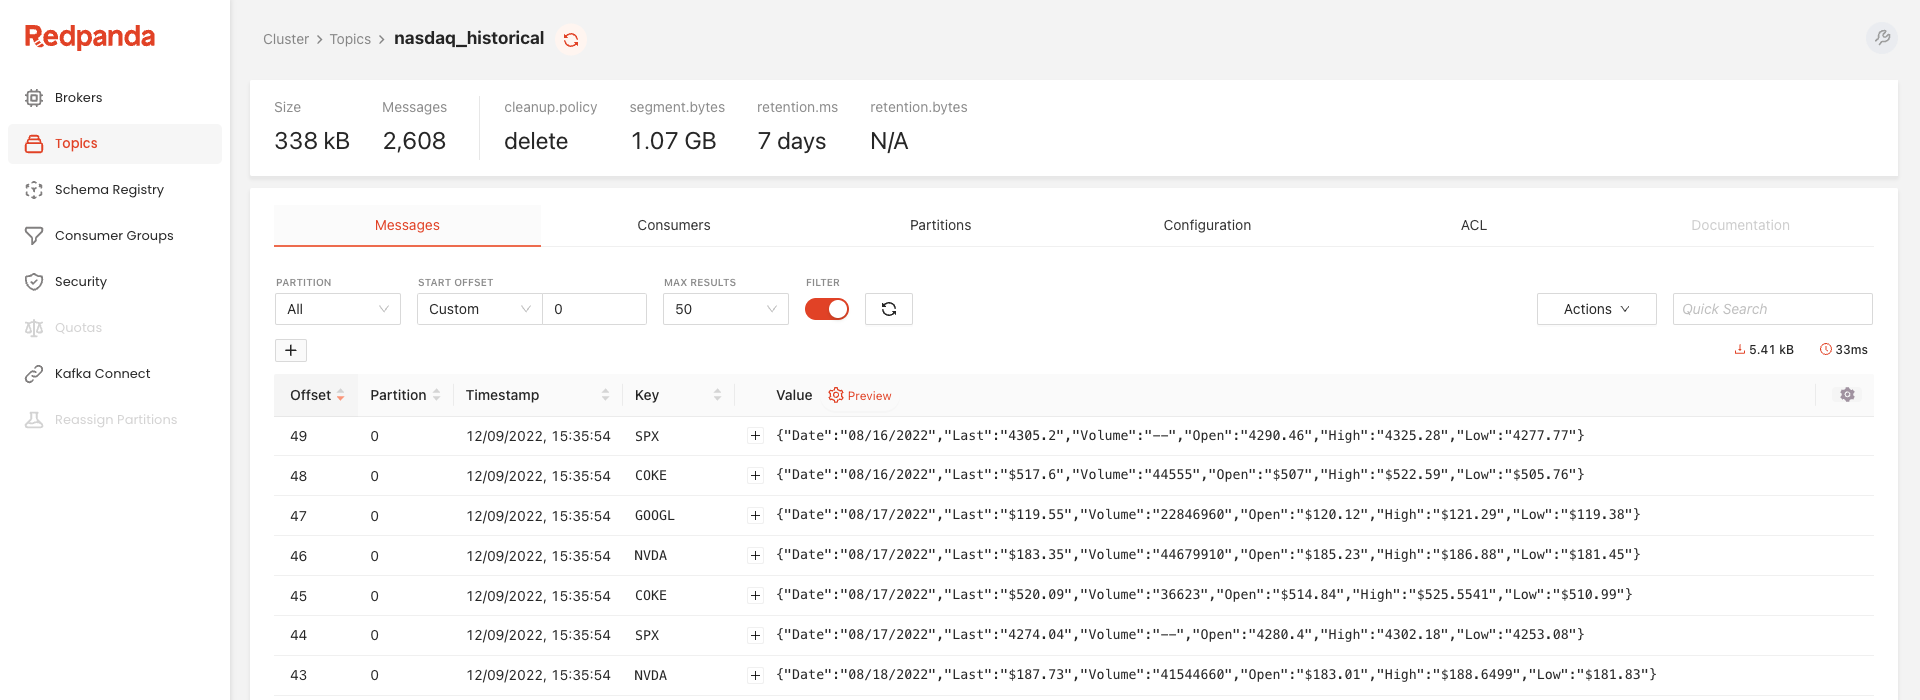 Redpanda
Brokers
Topics
Schema Registry
Consumer Groups
Security
Quotas
Kafka Connect
Reassign Partitions
Cluster > Topics > nasdaq_historical
Size Messages cleanup.policy segment.bytes retention.ms retention.bytes
338 kB 2,608 delete 1.07 GB 7 days N/A
Messages Consumers Partitions Configuration ACL Documentation
PARTITION START OFFSET MAX RESULTS FILTER
All Custom 0 50 Actions Quick Search
+ 5.41 kB 33ms
Offset Partition Timestamp Key Value Preview
49 0 12/09/2022, 15:35:54 SPX + {"Date":"08/16/2022","Last":"4305.2","Volume":"--","Open":"4290.46","High":"4325.28","Low":"4277.77"}
48 0 12/09/2022, 15:35:54 COKE + {"Date":"08/16/2022","Last":"$517.6","Volume":"44555","Open":"$507","High":"$522.59","Low":"$505.76"}
47 0 12/09/2022, 15:35:54 GOOGL + {"Date":"08/17/2022","Last":"$119.55","Volume":"22846960","Open":"$120.12","High":"$121.29","Low":"$119.38"}
46 0 12/09/2022, 15:35:54 NVDA + {"Date":"08/17/2022","Last":"$183.35","Volume":"44679910","Open":"$185.23","High":"$186.88","Low":"$181.45"}
45 0 12/09/2022, 15:35:54 COKE + {"Date":"08/17/2022","Last":"$520.09","Volume":"36623","Open":"$514.84","High":"$525.5541","Low":"$510.99"}
44 0 12/09/2022, 15:35:54 SPX + {"Date":"08/17/2022","Last":"4274.04","Volume":"--","Open":"4280.4","High":"4302.18","Low":"4253.08"}
43 0 12/09/2022, 15:35:54 NVDA + {"Date":"08/18/2022","Last":"$187.73","Volume":"41544660","Open":"$183.01","High":"$188.6499","Low":"$181.83"}